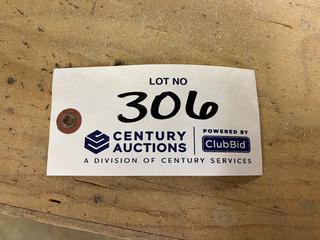 LOT NO
306
CENTURY AUCTIONS
POWERED BY
ClubBid
A DIVISION OF CENTURY SERVICES